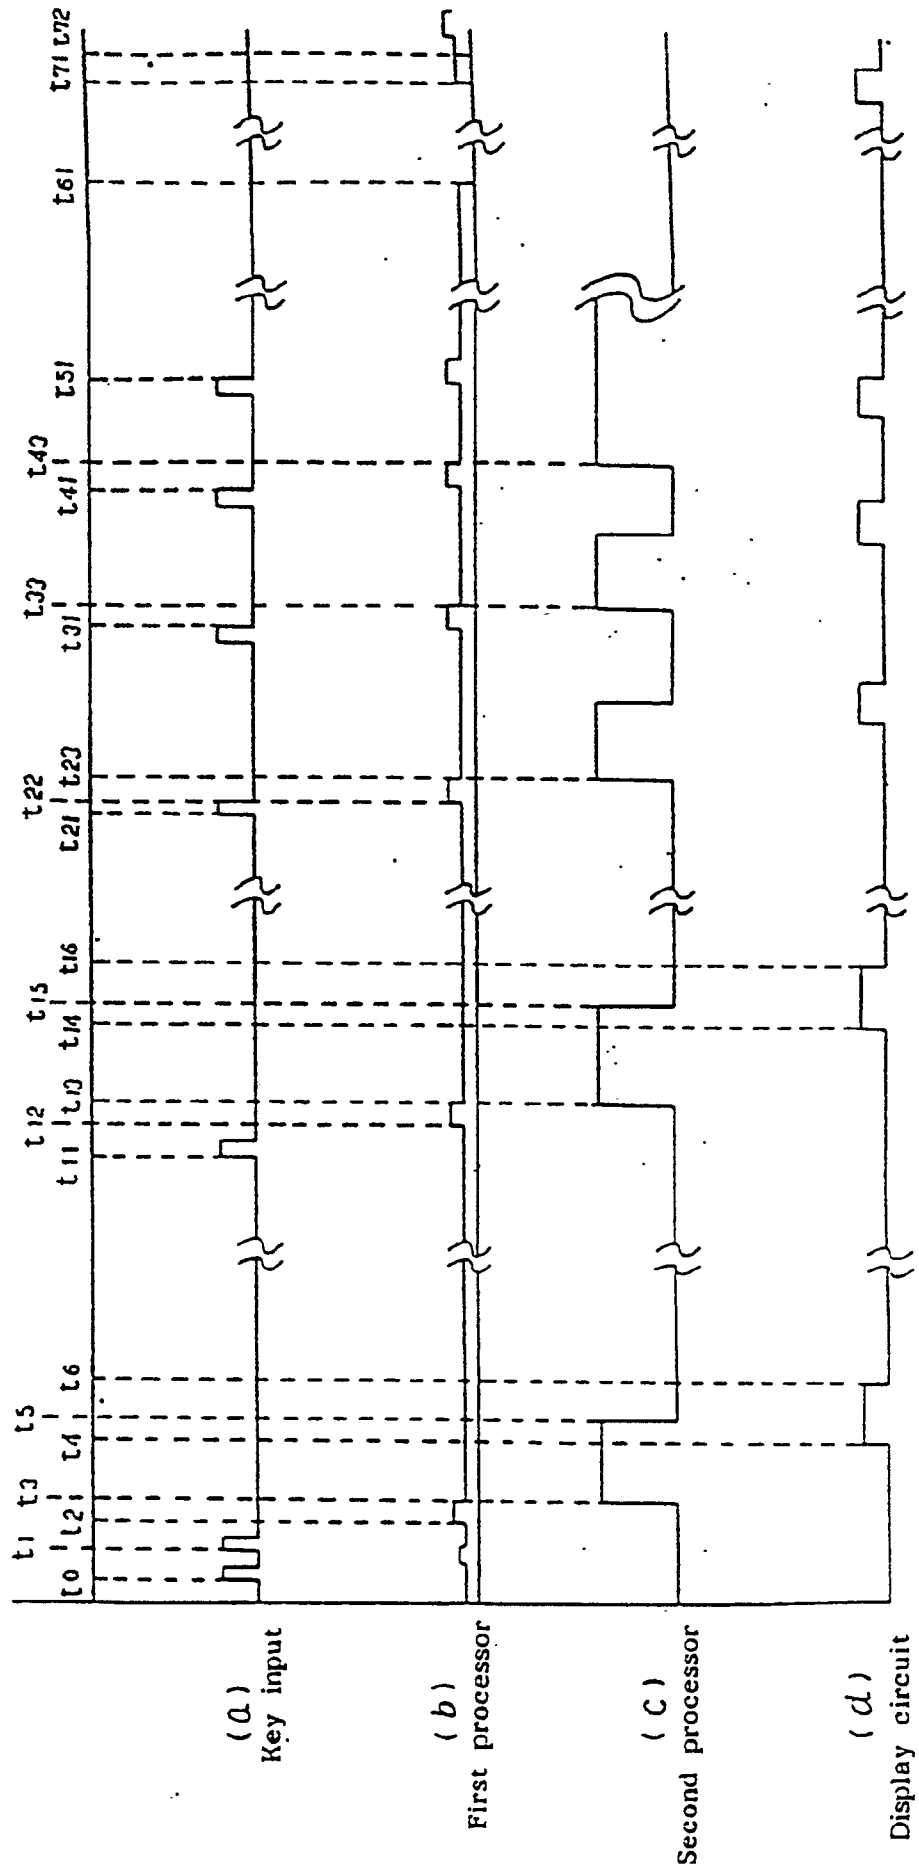 t0 t1 t2 t3 t4 t5 t6 t11 t12 t13 t14 t15 t16 t21 t22 t23 t31 t33 t41 t43 t51 t61 t71 t72
(a)
Key input
(b)
First processor
(c)
Second processor
(d)
Display circuit